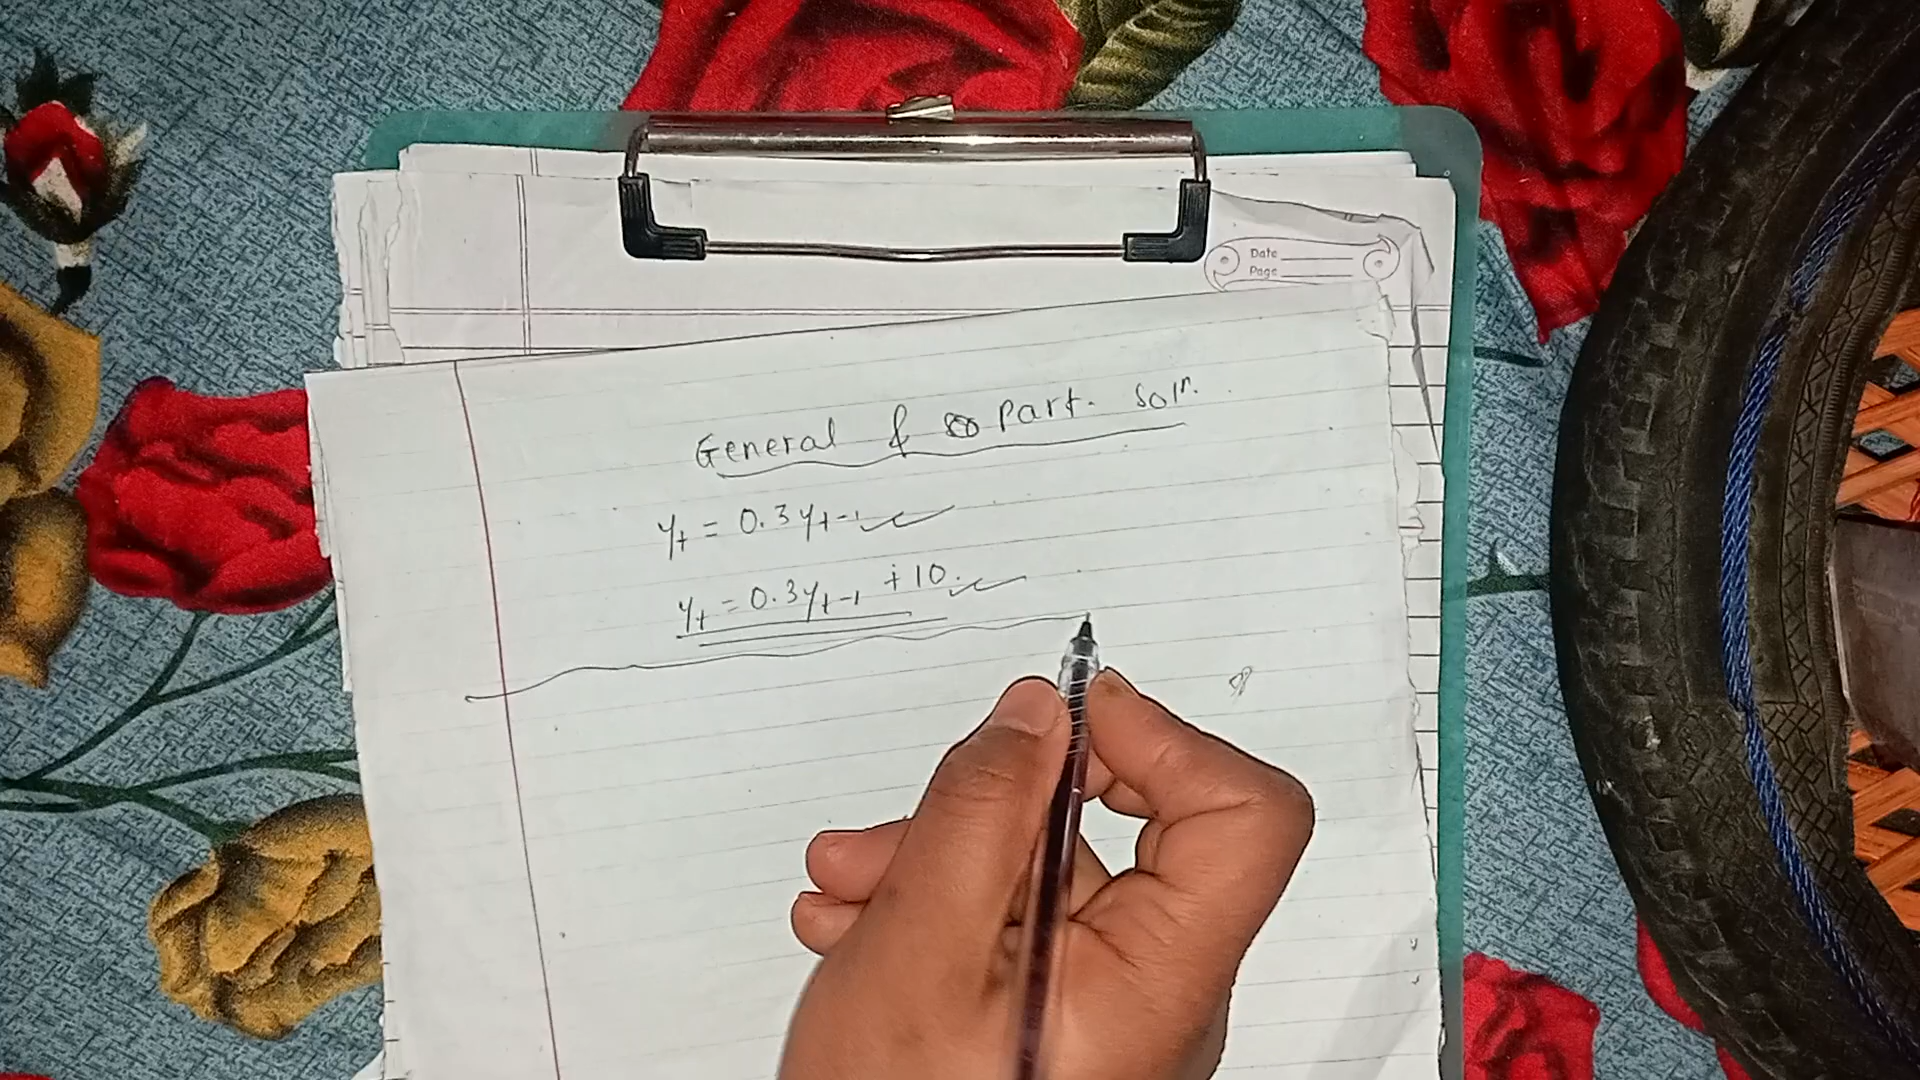 Date
Page
General & Part. Soln.
yt = 0.3yt-1
yt = 0.3yt-1 + 10.